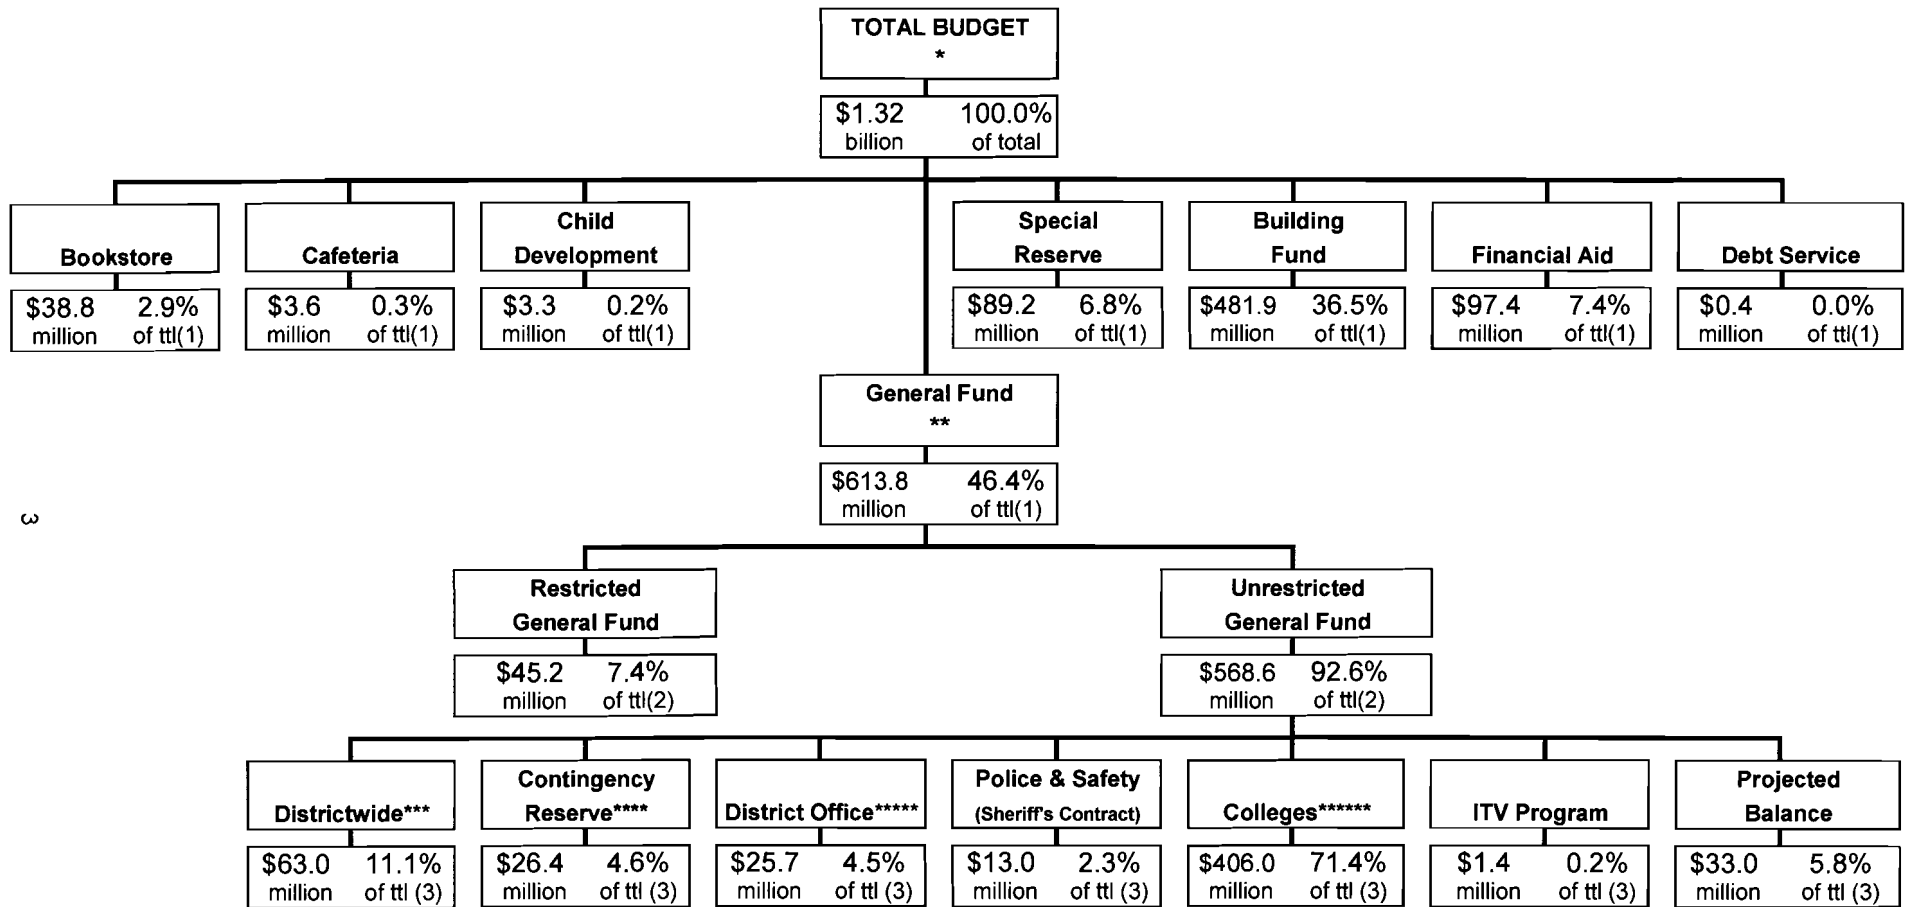 TOTAL BUDGET
*
$1.32 100.0%
billion of total
Bookstore
$38.8 2.9%
million of ttl(1)
Cafeteria
$3.6 0.3%
million of ttl(1)
Child
Development
$3.3 0.2%
million of ttl(1)
Special
Reserve
$89.2 6.8%
million of ttl(1)
Building
Fund
$481.9 36.5%
million of ttl(1)
Financial Aid
$97.4 7.4%
million of ttl(1)
Debt Service
$0.4 0.0%
million of ttl(1)
General Fund
**
$613.8 46.4%
million of ttl(1)
3
Restricted
General Fund
$45.2 7.4%
million of ttl(2)
Unrestricted
General Fund
$568.6 92.6%
million of ttl(2)
Districtwide***
$63.0 11.1%
million of ttl (3)
Contingency
Reserve****
$26.4 4.6%
million of ttl (3)
District Office*****
$25.7 4.5%
million of ttl (3)
Police & Safety
(Sheriff's Contract)
$13.0 2.3%
million of ttl (3)
Colleges******
$406.0 71.4%
million of ttl (3)
ITV Program
$1.4 0.2%
million of ttl (3)
Projected
Balance
$33.0 5.8%
million of ttl (3)